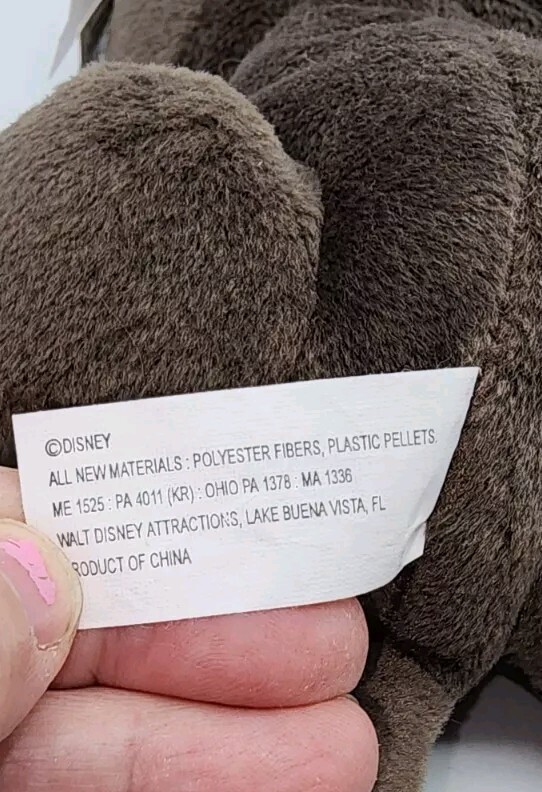 ©DISNEY
ALL NEW MATERIALS : POLYESTER FIBERS, PLASTIC PELLETS.
ME 1525 : PA 4011 (KR) : OHIO PA 1378 : MA 1336
WALT DISNEY ATTRACTIONS, LAKE BUENA VISTA, FL
RODUCT OF CHINA